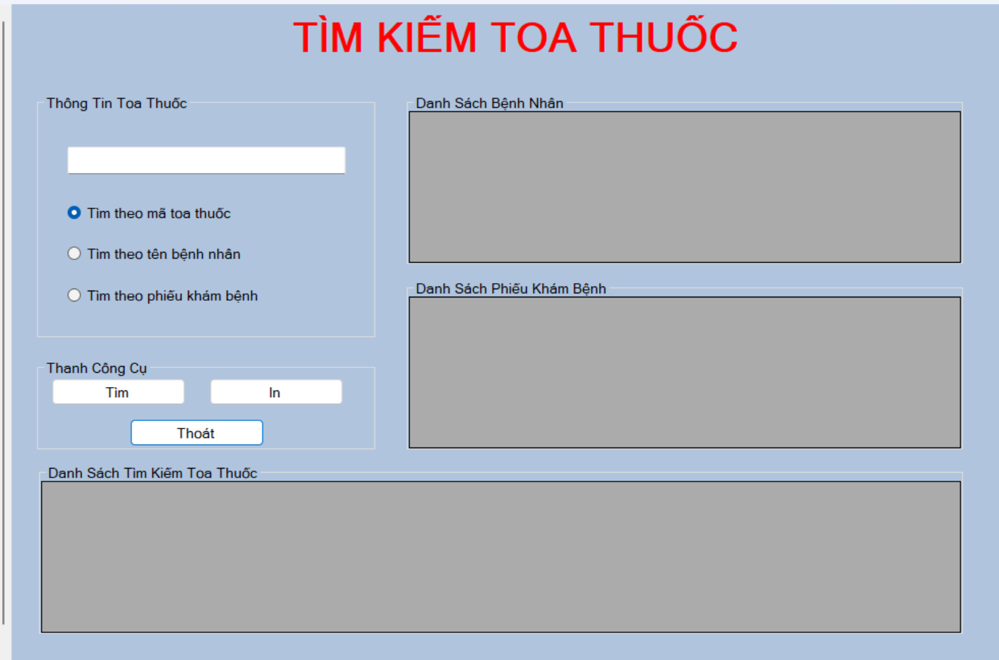 TÌM KIẾM TOA THUỐC
Thông Tin Toa Thuốc
Tìm theo mã toa thuốc
Tìm theo tên bệnh nhân
Tìm theo phiếu khám bệnh
Thanh Công Cụ
Tìm
In
Thoát
Danh Sách Bệnh Nhân
Danh Sách Phiếu Khám Bệnh
Danh Sách Tìm Kiếm Toa Thuốc